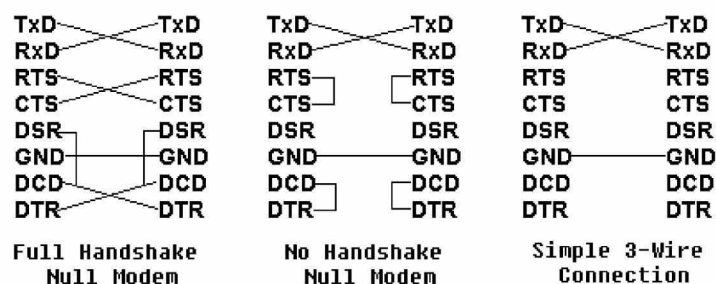 TxD TxD TxD TxD TxD TxD
RxD RxD RxD RxD RxD RxD
RTS RTS RTS RTS RTS RTS
CTS CTS CTS CTS CTS CTS
DSR DSR DSR DSR DSR DSR
GND GND GND GND GND GND
DCD DCD DCD DCD DCD DCD
DTR DTR DTR DTR DTR DTR
Full Handshake
Null Modem
No Handshake
Null Modem
Simple 3-Wire
Connection